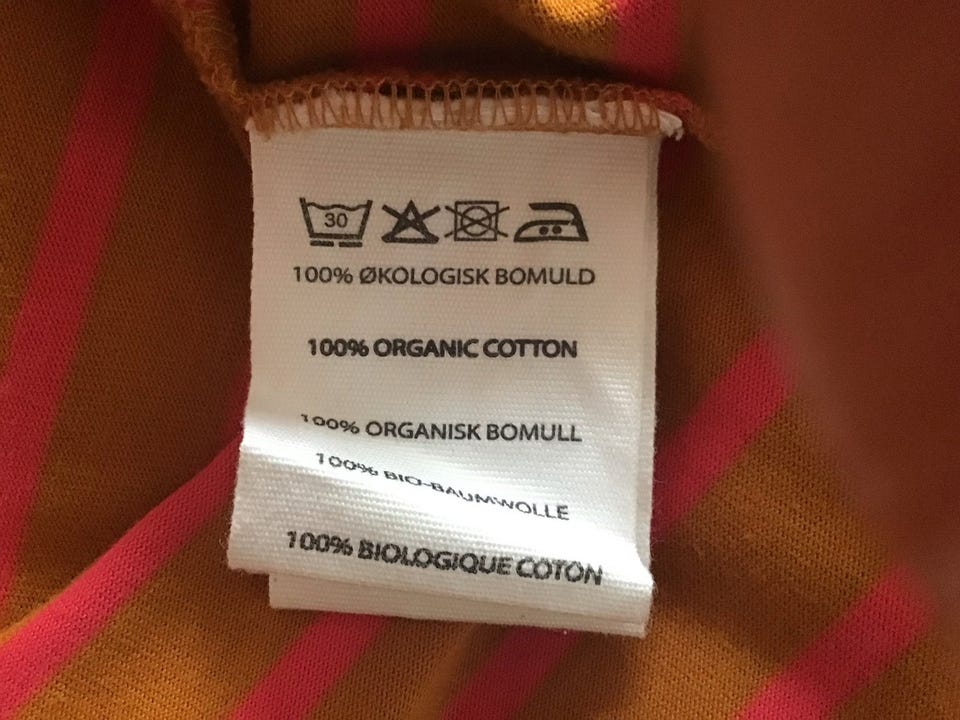 30
100% ØKOLOGISK BOMULD
100% ORGANIC COTTON
100% ORGANISK BOMULL
100% BIO-BAUMWOLLE
100% BIOLOGIQUE COTON